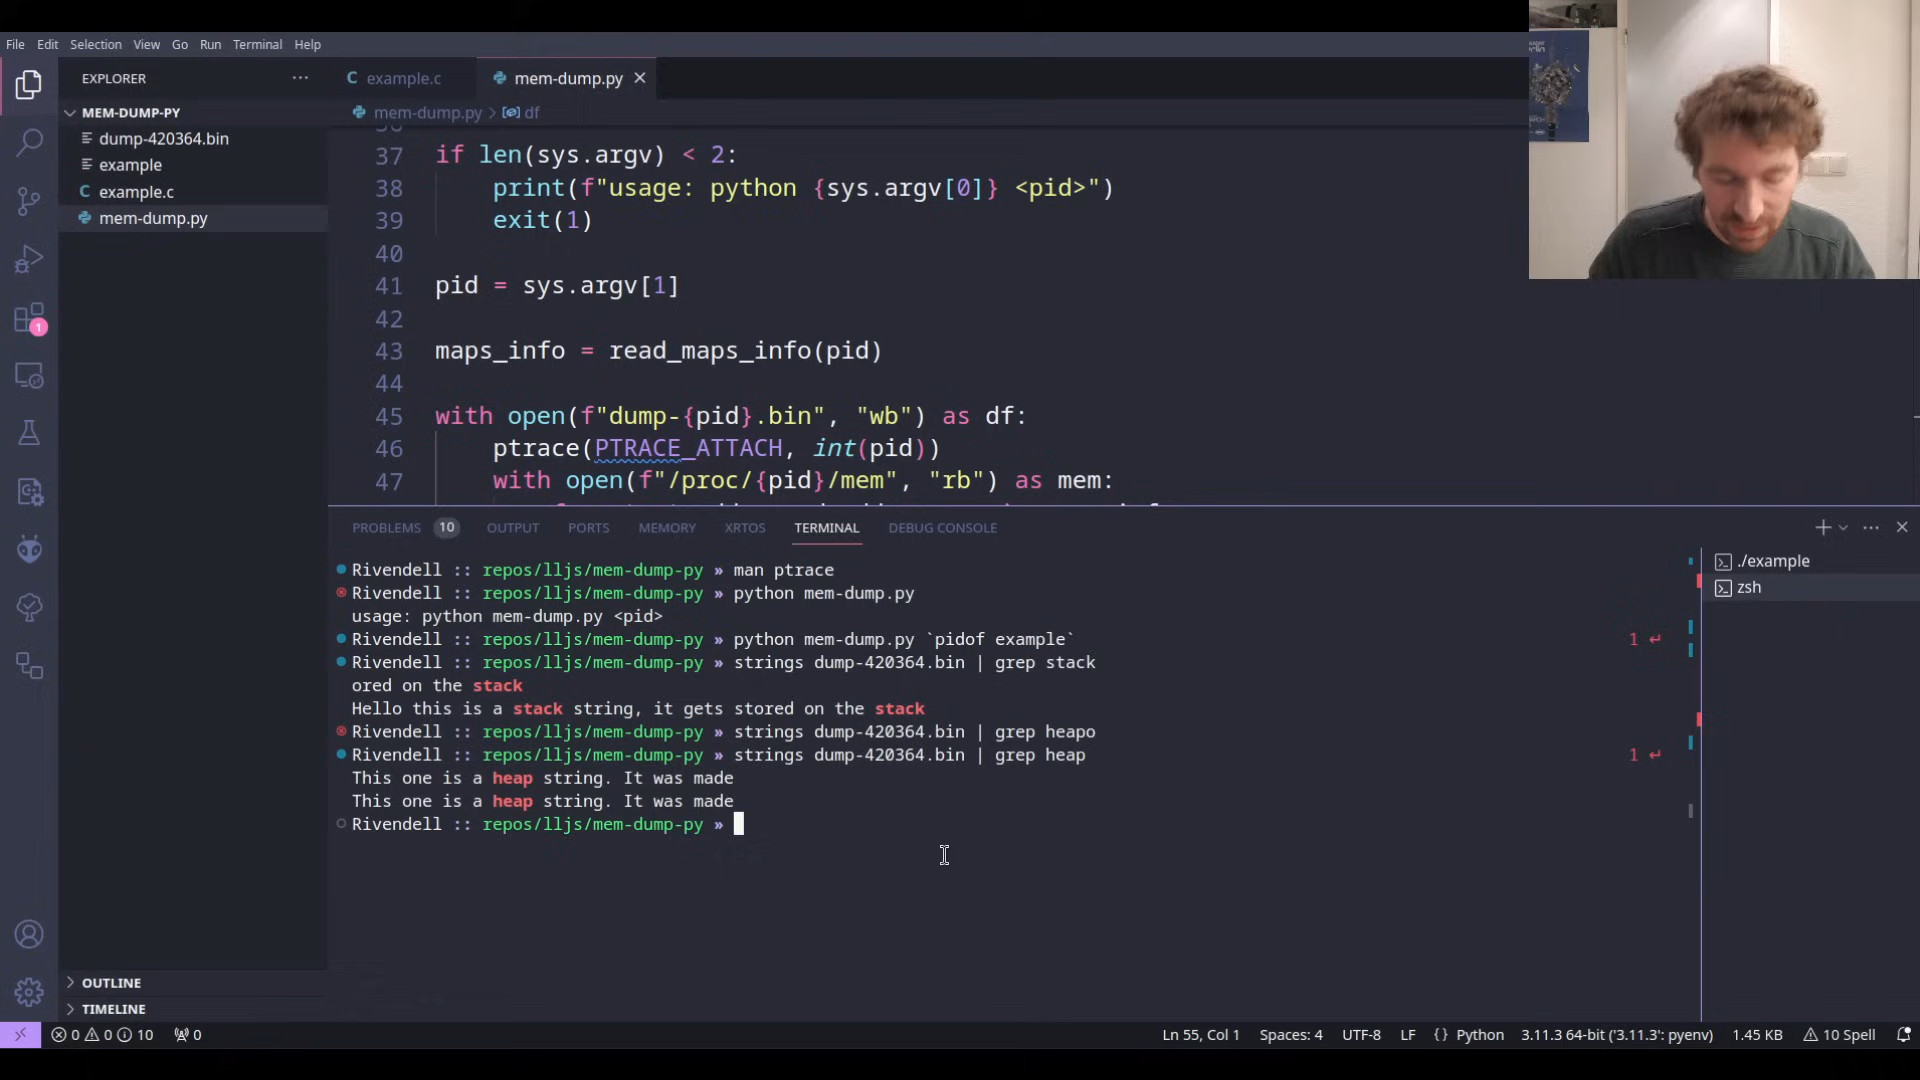 File Edit Selection View Go Run Terminal Help
EXPLORER
MEM-DUMP-PY
dump-420364.bin
example
example.c
mem-dump.py
OUTLINE
TIMELINE
example.c
mem-dump.py
mem-dump.py > df
37 if len(sys.argv) < 2:
38 print(f"usage: python {sys.argv[0]} <pid>")
39 exit(1)
40
41 pid = sys.argv[1]
42
43 maps_info = read_maps_info(pid)
44
45 with open(f"dump-{pid}.bin", "wb") as df:
46 ptrace(PTRACE_ATTACH, int(pid))
47 with open(f"/proc/{pid}/mem", "rb") as mem:
PROBLEMS 10 OUTPUT PORTS MEMORY XRTOS TERMINAL DEBUG CONSOLE
Rivendell :: repos/lljs/mem-dump-py » man ptrace
Rivendell :: repos/lljs/mem-dump-py » python mem-dump.py
usage: python mem-dump.py <pid>
Rivendell :: repos/lljs/mem-dump-py » python mem-dump.py `pidof example` 1 ↵
Rivendell :: repos/lljs/mem-dump-py » strings dump-420364.bin | grep stack
ored on the stack
Hello this is a stack string, it gets stored on the stack
Rivendell :: repos/lljs/mem-dump-py » strings dump-420364.bin | grep heapo
Rivendell :: repos/lljs/mem-dump-py » strings dump-420364.bin | grep heap 1 ↵
This one is a heap string. It was made
This one is a heap string. It was made
Rivendell :: repos/lljs/mem-dump-py »
./example
zsh
1
0 0 10 0
Ln 55, Col 1 Spaces: 4 UTF-8 LF {} Python 3.11.3 64-bit ('3.11.3': pyenv) 1.45 KB 10 Spell